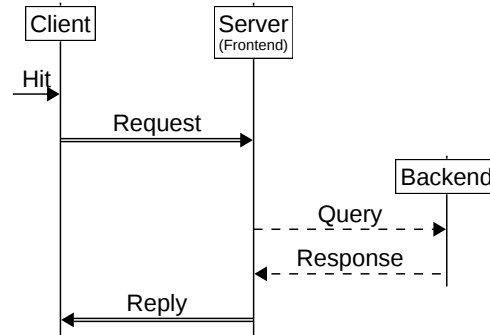 Client
Server
(Frontend)
Hit
Request
Backend
Query
Response
Reply